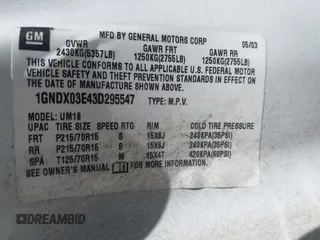 GM
MFD BY GENERAL MOTORS CORP 05/03
GVWR GAWR FRT GAWR RR
2430KG(5357LB) 1250KG(2755LB) 1250KG(2755LB)
THIS VEHICLE CONFORMS TO ALL APPLICABLE U.S. FEDERAL MOTOR
VEHICLE SAFETY AND THEFT PREVENTION STANDARDS IN EFFECT ON
THE DATE OF MANUFACTURE SHOWN ABOVE.
1GNDX03E43D295547 TYPE: M.P.V.
MODEL: UM16
UPAC TIRE SIZE SPEED RTG RIM COLD TIRE PRESSURE
FRT P215/70R15 S 15X6J 240KPA(35PSI)
RR P215/70R15 S 15X6J 240KPA(35PSI)
SPA T125/70R15 M 15X4T 420KPA(60PSI)
SEE OWNER'S MANUAL FOR MORE INFORMATION.
DREAMBID